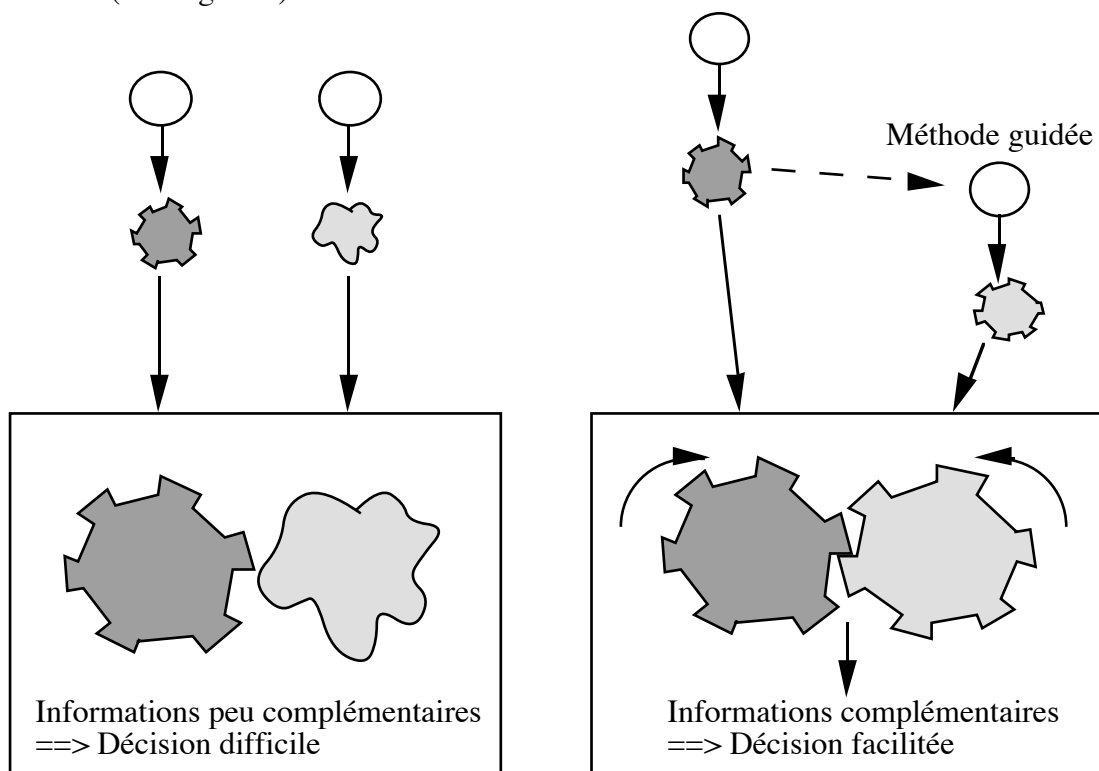 Méthode guidée
Informations peu complémentaires
==> Décision difficile
Informations complémentaires
==> Décision facilitée